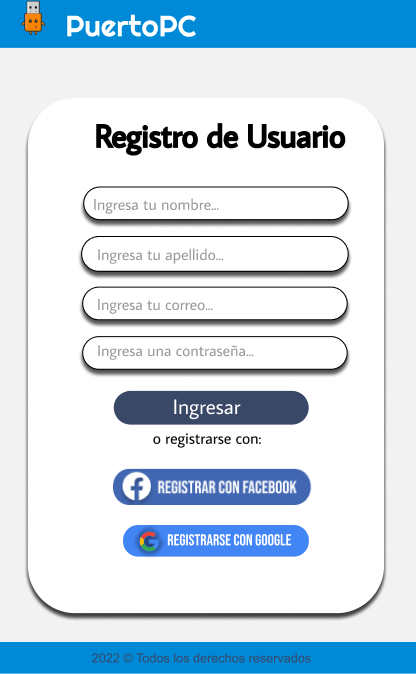 PuertoPC
Registro de Usuario
Ingresa tu nombre...
Ingresa tu apellido...
Ingresa tu correo...
Ingresa una contraseña...
Ingresar
o registrarse con:
REGISTRAR CON FACEBOOK
REGISTRARSE CON GOOGLE
2022 © Todos los derechos reservados